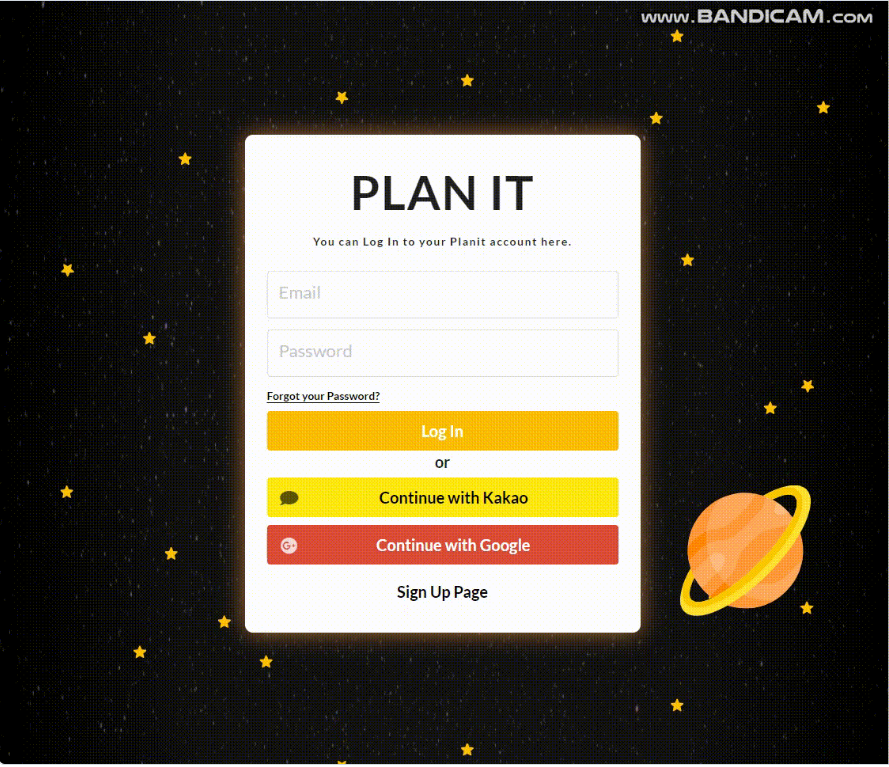 www.BANDICAM.com
PLAN IT
You can Log In to your Planit account here.
Email
Password
Forgot your Password?
Log In
or
Continue with Kakao
G+ Continue with Google
Sign Up Page